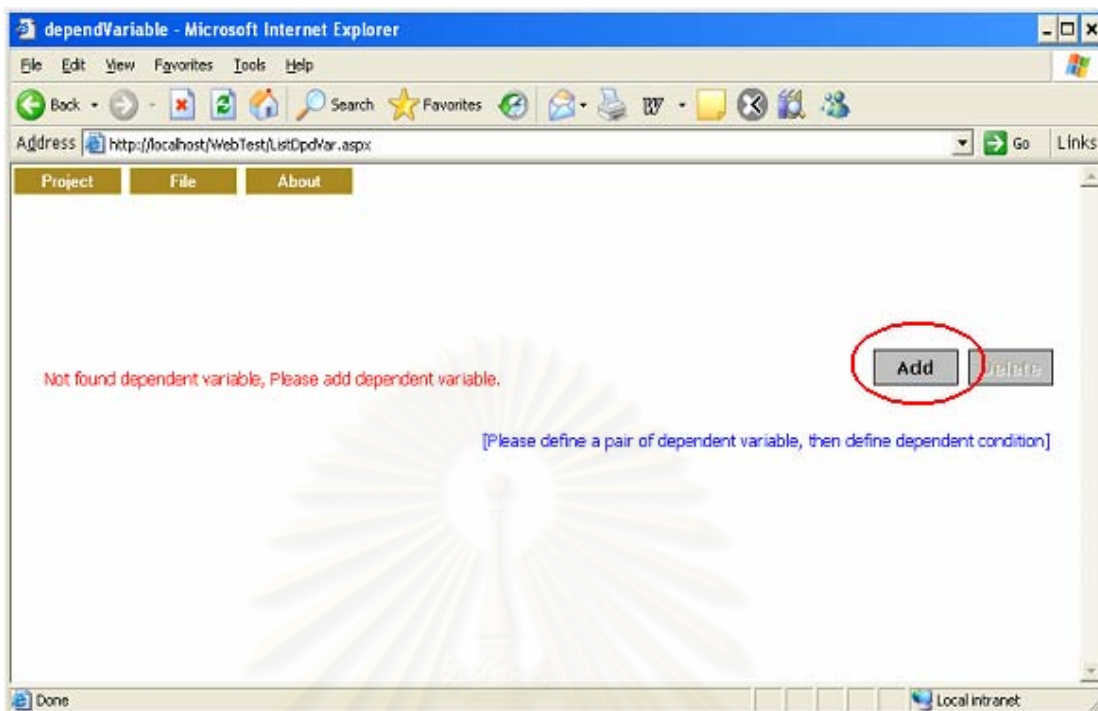 dependVariable - Microsoft Internet Explorer
File Edit View Favorites Tools Help
Back Search Favorites
Address http://localhost/WebTest/ListDpdVar.aspx Go Links
Project File About
Not found dependent variable, Please add dependent variable.
Add Delete
[Please define a pair of dependent variable, then define dependent condition]
Done Local intranet